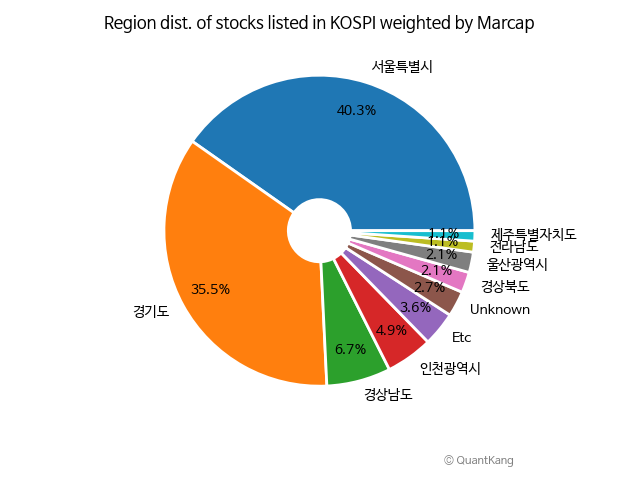 Region dist. of stocks listed in KOSPI weighted by Marcap
서울특별시
40.3%
경기도
35.5%
경상남도
6.7%
인천광역시
4.9%
Etc
3.6%
Unknown
2.7%
경상북도
2.1%
울산광역시
2.1%
전라남도
1.1%
제주특별자치도
1.1%
© QuantKang